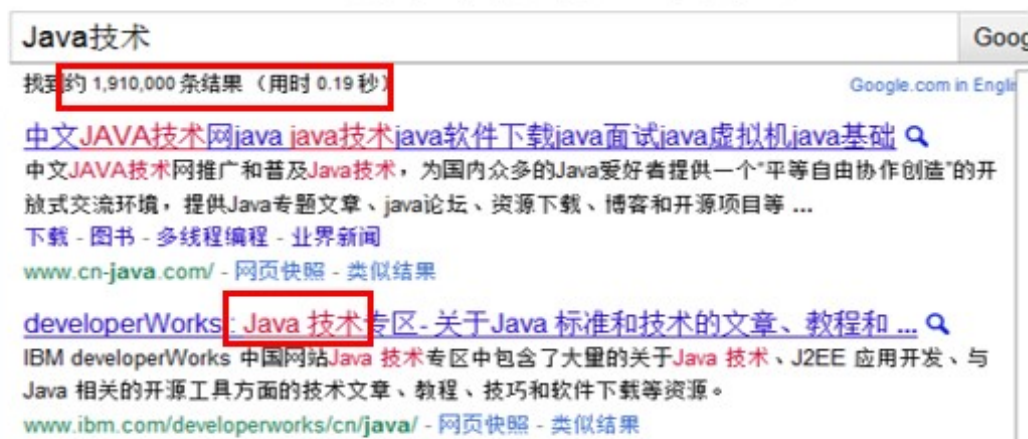 Java技术
Goog
找到约 1,910,000 条结果 （用时 0.19 秒）
Google.com in Engli
中文JAVA技术网java java技术java软件下载java面试java虚拟机java基础
中文JAVA技术网推广和普及Java技术，为国内众多的Java爱好者提供一个“平等自由协作创造”的开
放式交流环境，提供Java专题文章、java论坛、资源下载、博客和开源项目等 ...
下载 - 图书 - 多线程编程 - 业界新闻
www.cn-java.com/ - 网页快照 - 类似结果
developerWorks : Java 技术专区- 关于Java 标准和技术的文章、教程和 ...
IBM developerWorks 中国网站Java 技术专区中包含了大量的关于Java 技术、J2EE 应用开发、与
Java 相关的开源工具方面的技术文章、教程、技巧和软件下载等资源。
www.ibm.com/developerworks/cn/java/ - 网页快照 - 类似结果